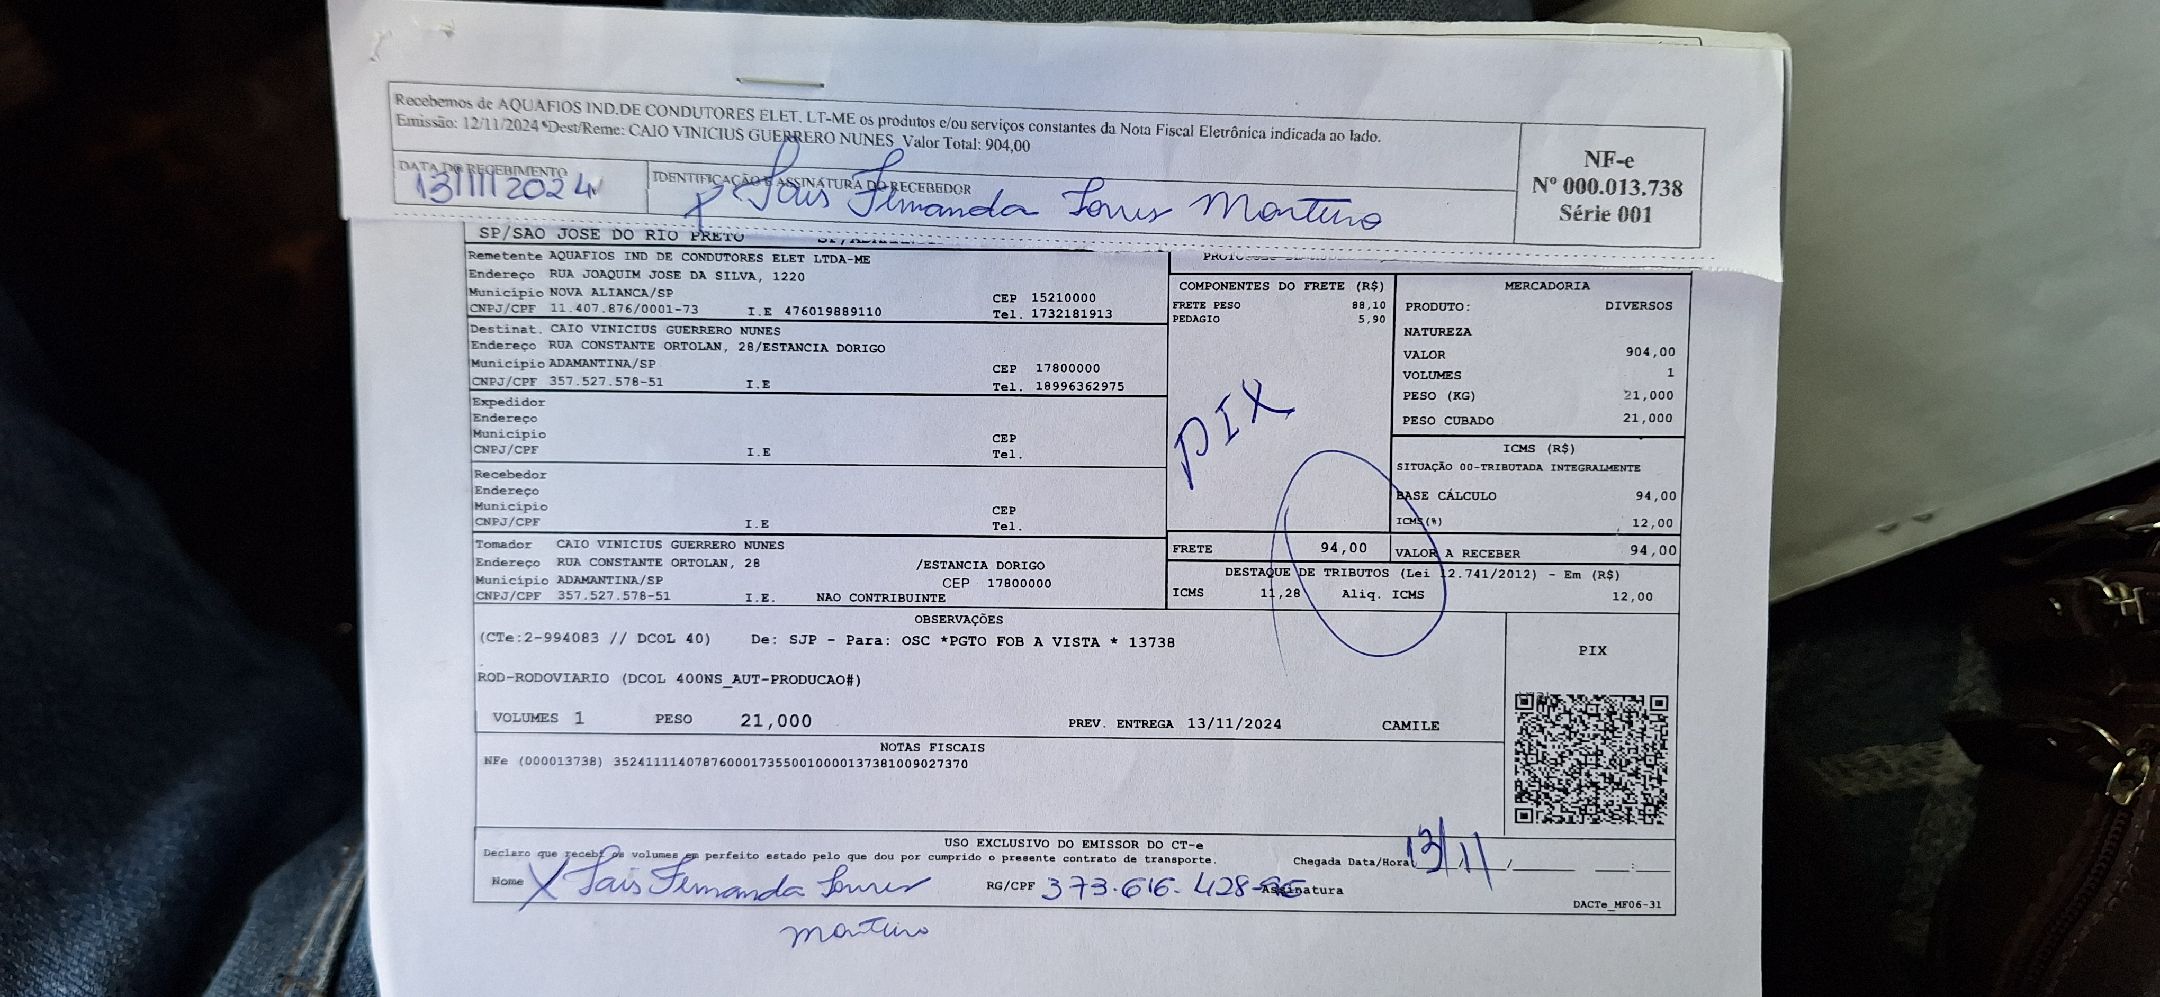 Recebemos de AQUAFIOS IND.DE CONDUTORES ELET. LT-ME os produtos e/ou serviços constantes da Nota Fiscal Eletrônica indicada ao lado.
Emissão: 12/11/2024 *Dest/Reme: CAIO VINICIUS GUERRERO NUNES Valor Total: 904,00
NF-e
Nº 000.013.738
Série 001
DATA DO RECEBIMENTO
13/11/2024
IDENTIFICAÇÃO E ASSINATURA DO RECEBEDOR
Fernanda
SP/SAO JOSE DO RIO PRETO
Remetente AQUAFIOS IND DE CONDUTORES ELET LTDA-ME
Endereço RUA JOAQUIM JOSE DA SILVA, 1220
Município NOVA ALIANCA/SP CEP 15210000
CNPJ/CPF 11.407.876/0001-73 I.E 476019889110 Tel. 1732181913
Destinat. CAIO VINICIUS GUERRERO NUNES
Endereço RUA CONSTANTE ORTOLAN, 28/ESTANCIA DORIGO
Município ADAMANTINA/SP CEP 17800000
CNPJ/CPF 357.527.578-51 I.E Tel. 18996362975
Expedidor
Endereço
Município CEP
CNPJ/CPF I.E Tel.
Recebedor
Endereço
Município CEP
CNPJ/CPF I.E Tel.
Tomador CAIO VINICIUS GUERRERO NUNES
Endereço RUA CONSTANTE ORTOLAN, 28 /ESTANCIA DORIGO
Município ADAMANTINA/SP CEP 17800000
CNPJ/CPF 357.527.578-51 I.E. NAO CONTRIBUINTE
COMPONENTES DO FRETE (R$)
FRETE PESO 88,10
PEDAGIO 5,90
PIX
FRETE 94,00
MERCADORIA
PRODUTO: DIVERSOS
NATUREZA
VALOR 904,00
VOLUMES 1
PESO (KG) 21,000
PESO CUBADO 21,000
ICMS (R$)
SITUAÇÃO 00-TRIBUTADA INTEGRALMENTE
BASE CÁLCULO 94,00
ICMS(%) 12,00
VALOR A RECEBER 94,00
DESTAQUE DE TRIBUTOS (Lei 12.741/2012) - Em (R$)
ICMS 11,28 Aliq. ICMS 12,00
OBSERVAÇÕES
(CTe:2-994083 // DCOL 40) De: SJP - Para: OSC *PGTO FOB A VISTA * 13738
ROD-RODOVIARIO (DCOL 400NS_AUT-PRODUCAO#)
VOLUMES 1 PESO 21,000 PREV. ENTREGA 13/11/2024 CAMILE
PIX
NOTAS FISCAIS
NFe (000013738) 35241111407876000173550010000137381009027370
USO EXCLUSIVO DO EMISSOR DO CT-e
Declaro que recebi os volumes em perfeito estado pelo que dou por cumprido o presente contrato de transporte.
Chegada Data/Hora 13/11/
Nome X Fernanda
RG/CPF 373.616.428- Assinatura
DACTe_MF06-31